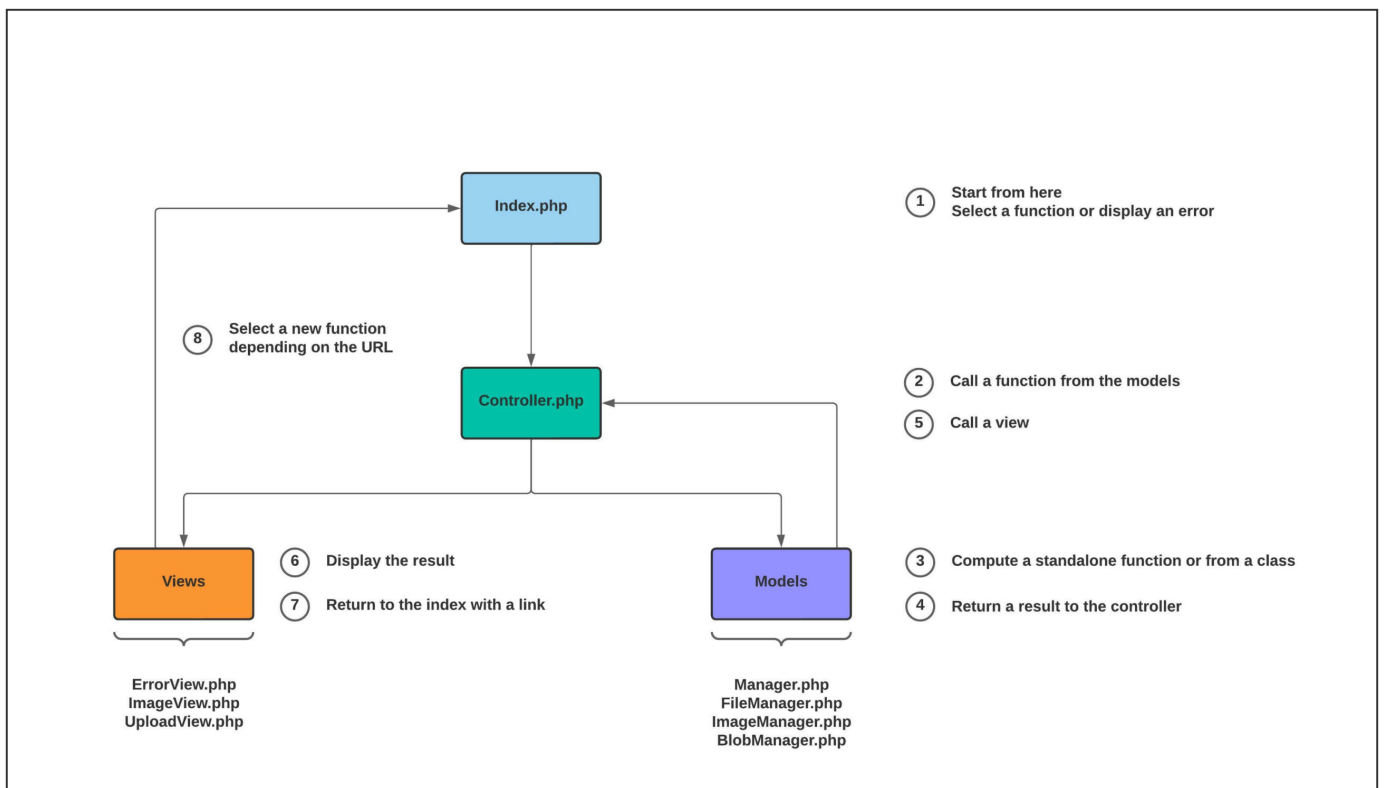 Index.php
1
Start from here
Select a function or display an error
8
Select a new function
depending on the URL
Controller.php
2
Call a function from the models
5
Call a view
Views
6
Display the result
7
Return to the index with a link
Models
3
Compute a standalone function or from a class
4
Return a result to the controller
ErrorView.php
ImageView.php
UploadView.php
Manager.php
FileManager.php
ImageManager.php
BlobManager.php